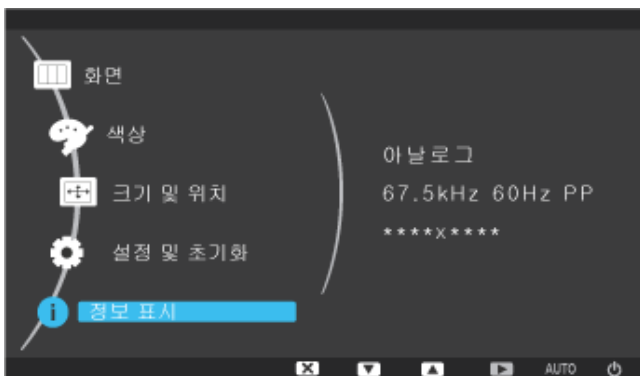 화면
색상
크기 및 위치
설정 및 초기화
정보 표시
아날로그
67.5kHz 60Hz PP
****x****
AUTO